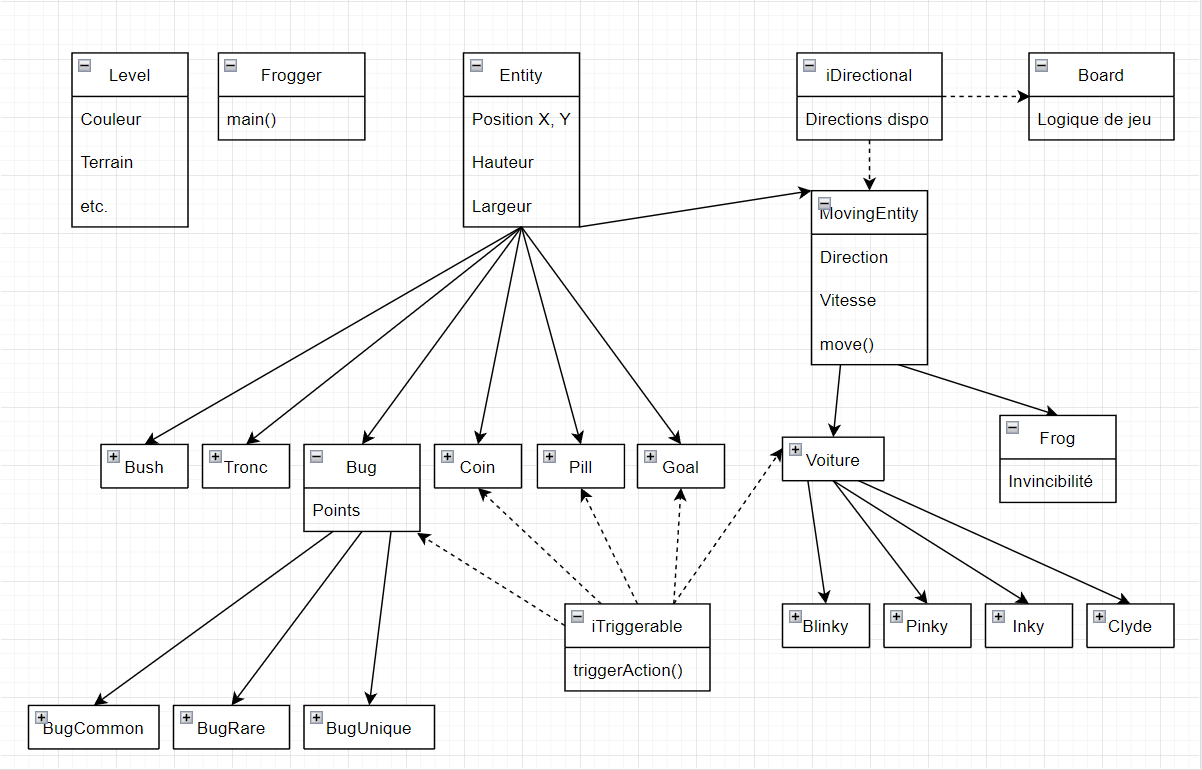 Level
Couleur
Terrain
etc.
Frogger
main()
Entity
Position X, Y
Hauteur
Largeur
iDirectional
Directions dispo
Board
Logique de jeu
MovingEntity
Direction
Vitesse
move()
Bush
Tronc
Bug
Points
Coin
Pill
Goal
Voiture
Frog
Invincibilité
iTriggerable
triggerAction()
Blinky
Pinky
Inky
Clyde
BugCommon
BugRare
BugUnique